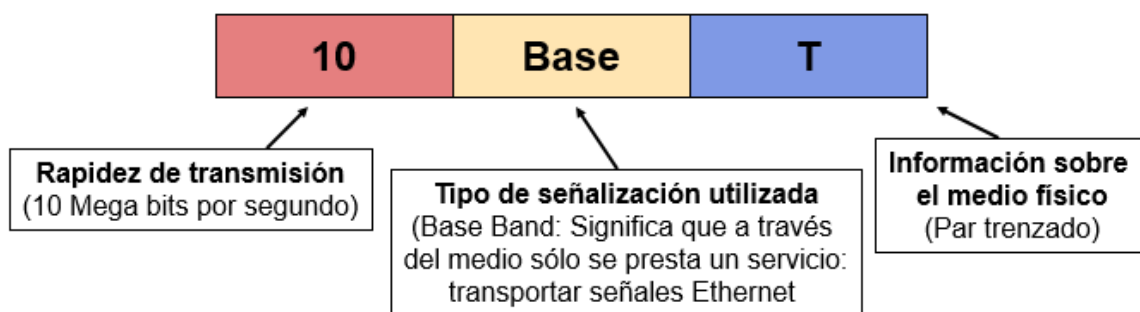 10
Base
T
Rapidez de transmisión
(10 Mega bits por segundo)
Tipo de señalización utilizada
(Base Band: Significa que a través
del medio sólo se presta un servicio:
transportar señales Ethernet
Información sobre
el medio físico
(Par trenzado)